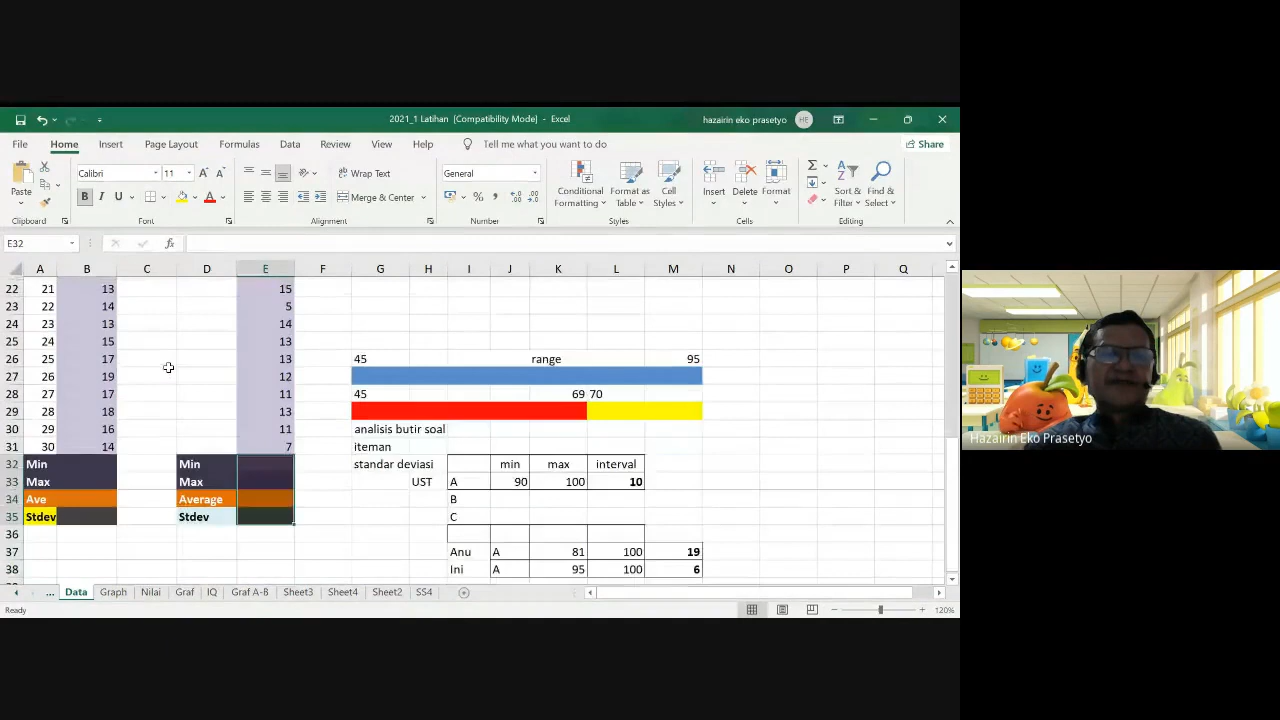 2021_1 Latihan [Compatibility Mode] - Excel
hazairin eko prasetyo HE
File Home Insert Page Layout Formulas Data Review View Help Tell me what you want to do Share
Paste Calibri 11 A A Wrap Text General Conditional Formatting Format as Table Cell Styles Insert Delete Format Sort & Filter Find & Select
B I U A Merge & Center % ,
Clipboard Font Alignment Number Styles Cells Editing
E32 fx
A B C D E F G H I J K L M N O P Q
22 21 13 15
23 22 14 5
24 23 13 14
25 24 15 13
26 25 17 13 45 range 95
27 26 19 12
28 27 17 11 45 69 70
29 28 18 13
30 29 16 11 analisis butir soal
31 30 14 7 iteman
32 Min Min standar deviasi min max interval
33 Max Max UST A 90 100 10
34 Ave Average B
35 Stdev Stdev C
36
37 Anu A 81 100 19
38 Ini A 95 100 6
... Data Graph Nilai Graf IQ Graf A-B Sheet3 Sheet4 Sheet2 SS4
Ready 120%
Hazairin Eko Prasetyo